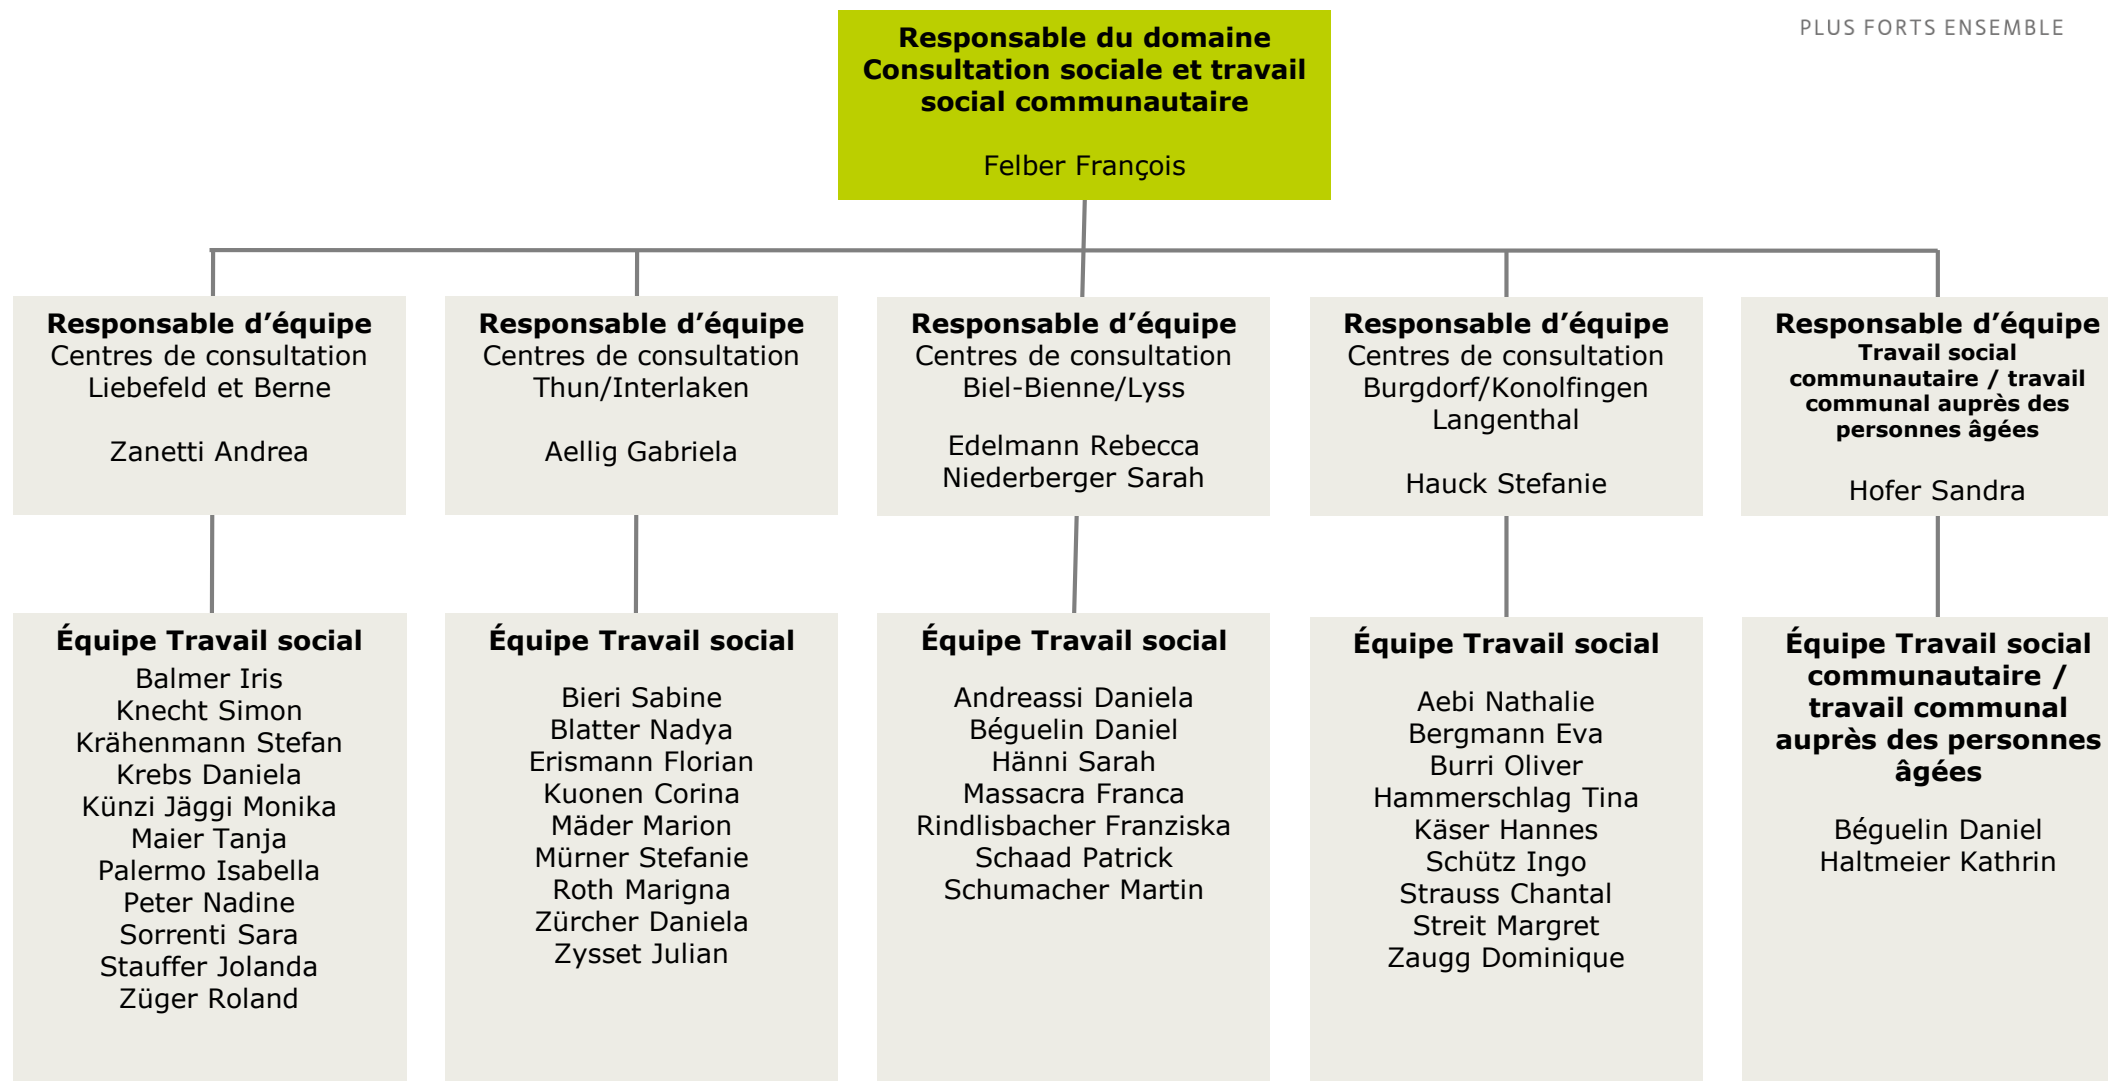 PLUS FORTS ENSEMBLE
Responsable du domaine
Consultation sociale et travail
social communautaire
Felber François
Responsable d’équipe
Centres de consultation
Liebefeld et Berne
Zanetti Andrea
Responsable d’équipe
Centres de consultation
Thun/Interlaken
Aellig Gabriela
Responsable d’équipe
Centres de consultation
Biel-Bienne/Lyss
Edelmann Rebecca
Niederberger Sarah
Responsable d’équipe
Centres de consultation
Burgdorf/Konolfingen
Langenthal
Hauck Stefanie
Responsable d’équipe
Travail social
communautaire / travail
communal auprès des
personnes âgées
Hofer Sandra
Équipe Travail social
Balmer Iris
Knecht Simon
Krähenmann Stefan
Krebs Daniela
Künzi Jäggi Monika
Maier Tanja
Palermo Isabella
Peter Nadine
Sorrenti Sara
Stauffer Jolanda
Züger Roland
Équipe Travail social
Bieri Sabine
Blatter Nadya
Erismann Florian
Kuonen Corina
Mäder Marion
Mürner Stefanie
Roth Marigna
Zürcher Daniela
Zysset Julian
Équipe Travail social
Andreassi Daniela
Béguelin Daniel
Hänni Sarah
Massacra Franca
Rindlisbacher Franziska
Schaad Patrick
Schumacher Martin
Équipe Travail social
Aebi Nathalie
Bergmann Eva
Burri Oliver
Hammerschlag Tina
Käser Hannes
Schütz Ingo
Strauss Chantal
Streit Margret
Zaugg Dominique
Équipe Travail social
communautaire /
travail communal
auprès des personnes
âgées
Béguelin Daniel
Haltmeier Kathrin